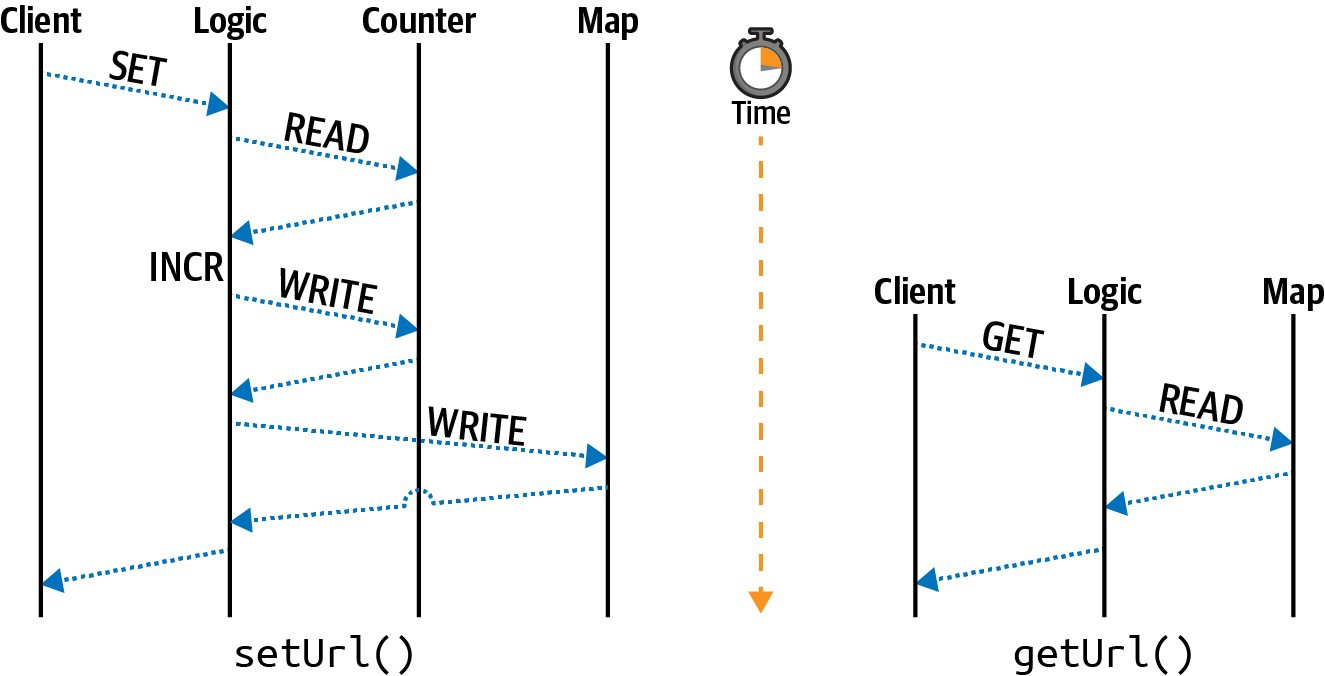 Client Logic Counter Map
SET
READ
INCR
WRITE
WRITE
setUrl()
Time
Client Logic Map
GET
READ
getUrl()